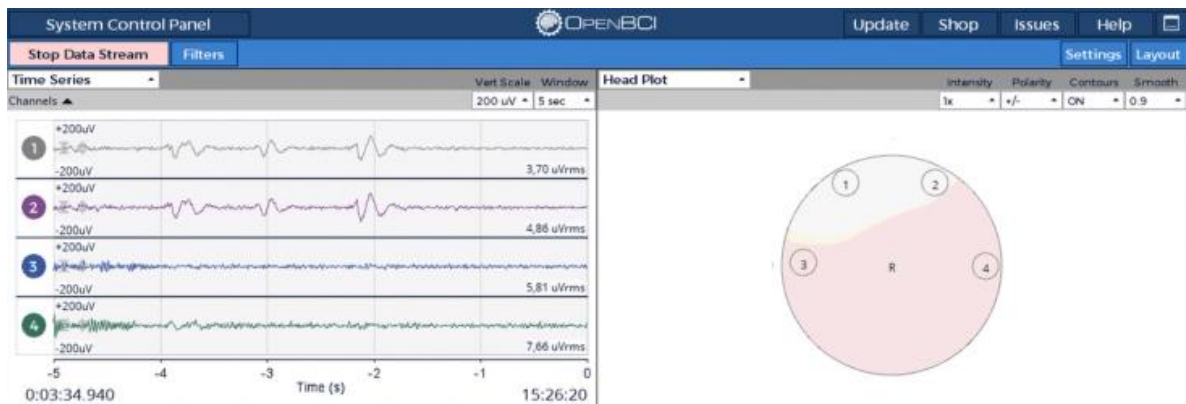 System Control Panel OPENBCI Update Shop Issues Help
Stop Data Stream Filters Settings Layout
Time Series Vert Scale Window
Channels 200 uV 5 sec
+200uV
1
-200uV 3,70 uVrms
+200uV
2
-200uV 4,86 uVrms
+200uV
3
-200uV 5,81 uVrms
+200uV
4
-200uV 7,66 uVrms
-5 -4 -3 -2 -1 0
Time (s)
0:03:34.940 15:26:20
Head Plot Intensity Polarity Contours Smooth
1x +/- ON 0.9
1 2
3 R 4